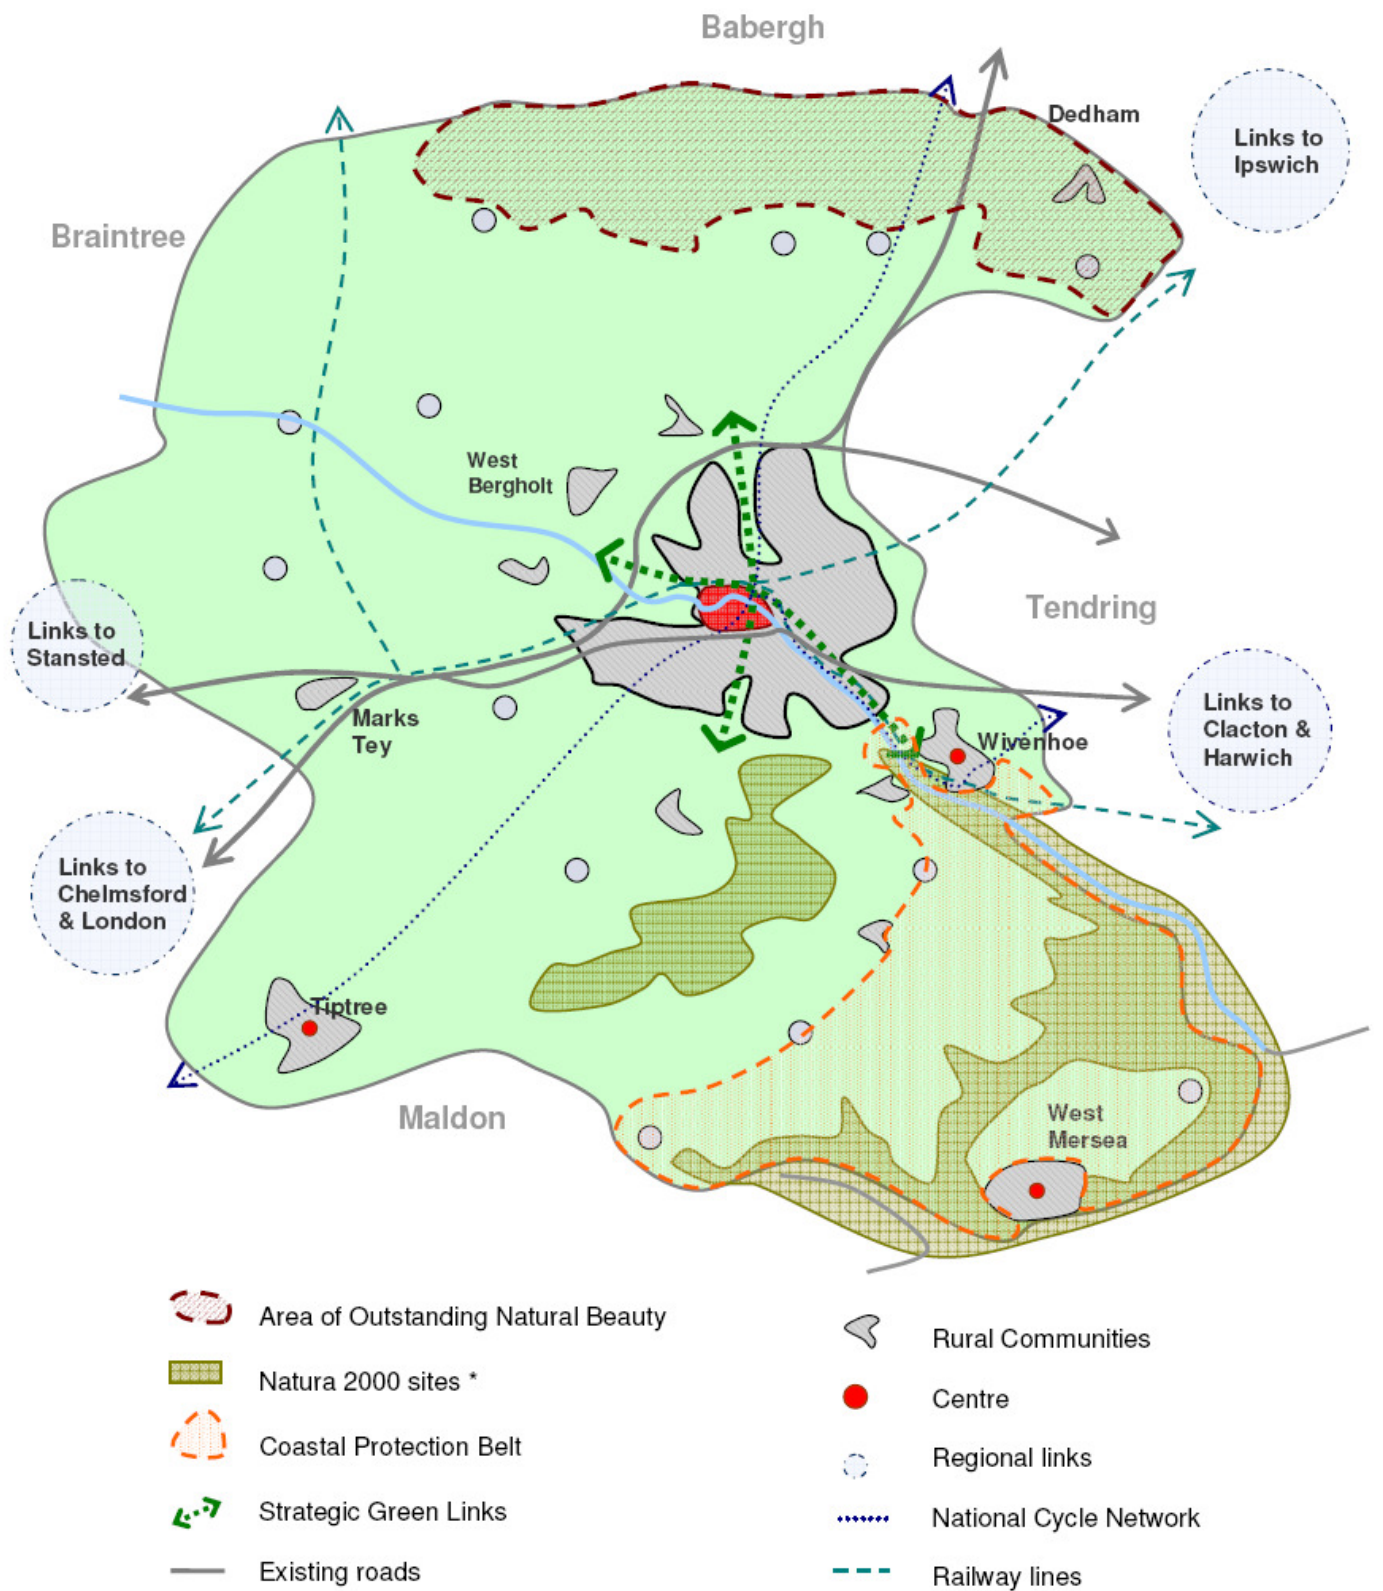 Babergh
Dedham
Links to
Ipswich
Braintree
West
Bergholt
Tendring
Links to
Stansted
Marks
Tey
Links to
Clacton &
Harwich
Wivenhoe
Links to
Chelmsford
& London
Tiptree
Maldon
West
Mersea
Area of Outstanding Natural Beauty
Natura 2000 sites *
Coastal Protection Belt
Strategic Green Links
Existing roads
Rural Communities
Centre
Regional links
National Cycle Network
Railway lines